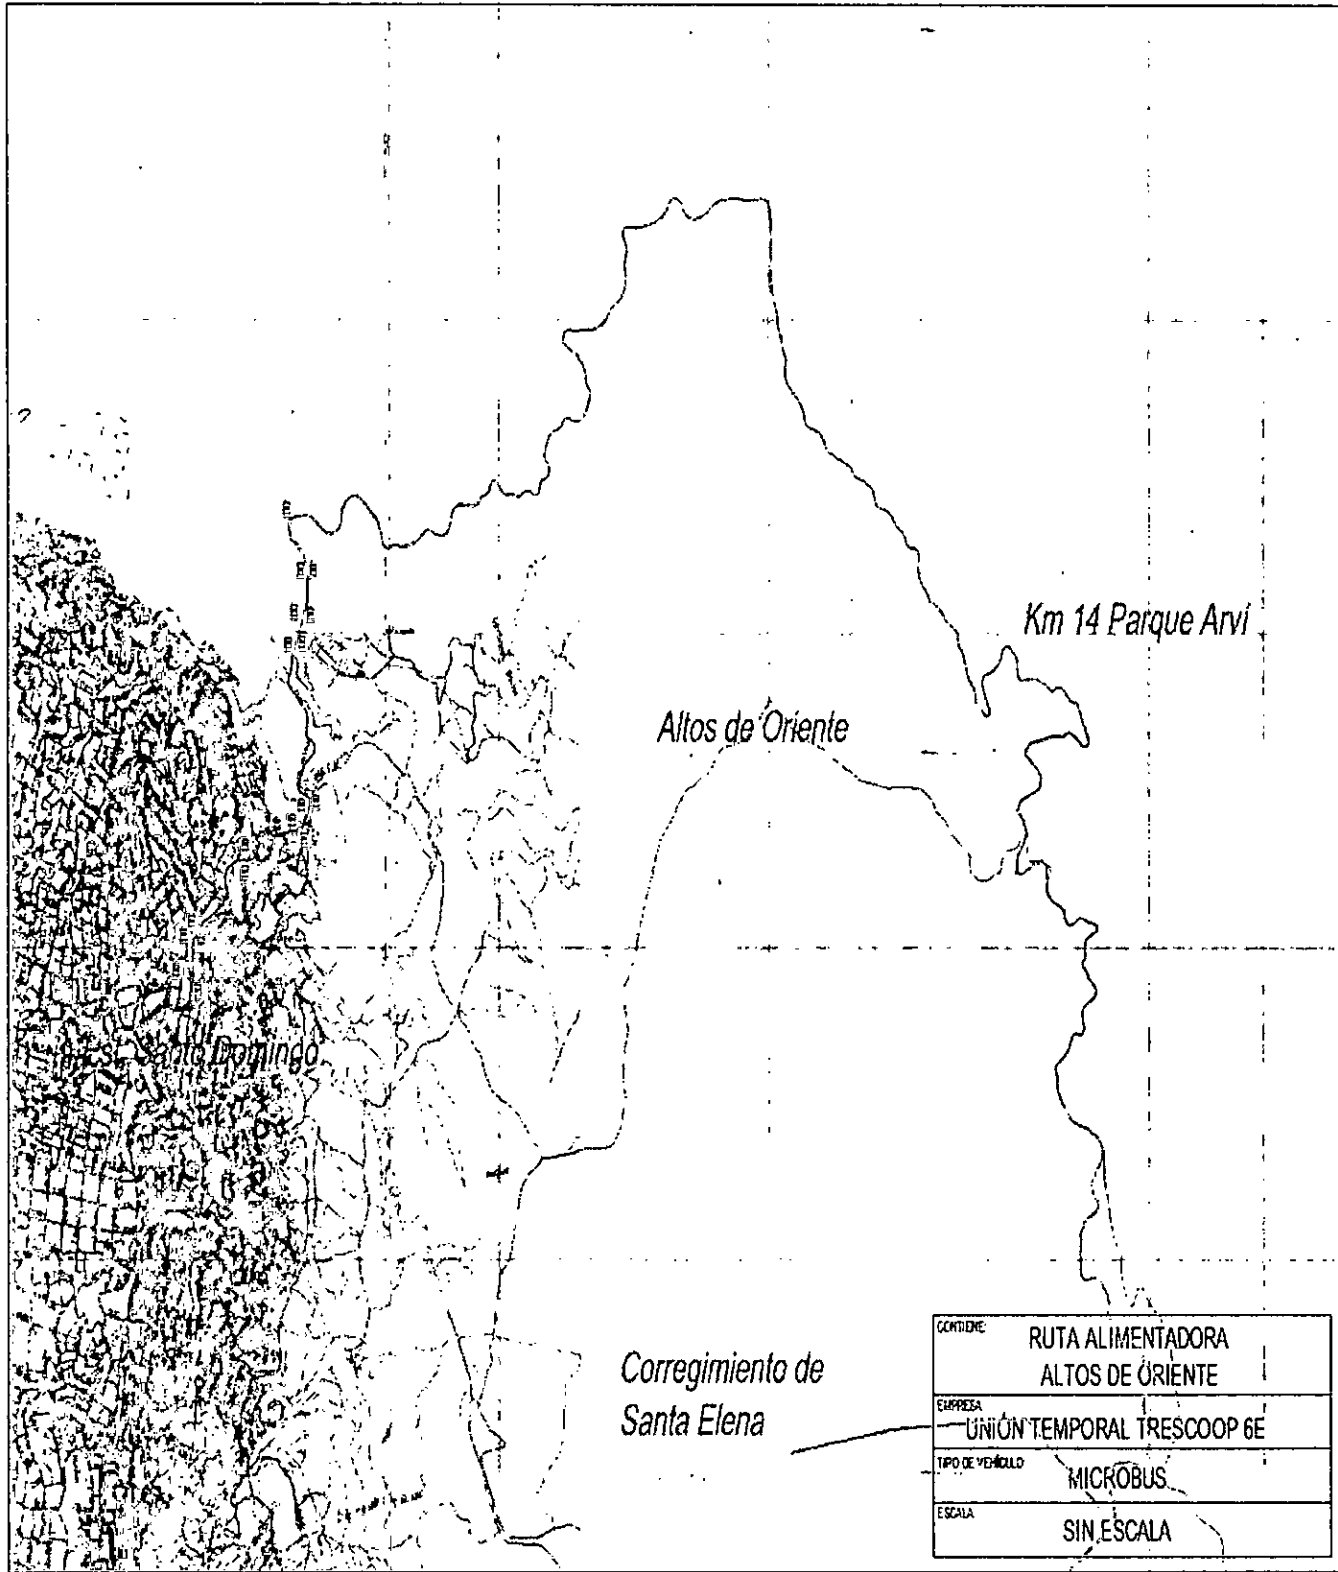 Km 14 Parque Arví
Altos de Oriente
Santo Domingo
Corregimiento de
Santa Elena
CONTIENE:
RUTA ALIMENTADORA
ALTOS DE ORIENTE
EMPRESA
UNIÓN TEMPORAL TRESCOOP 6E
TIPO DE VEHÍCULO
MICROBUS
ESCALA
SIN ESCALA